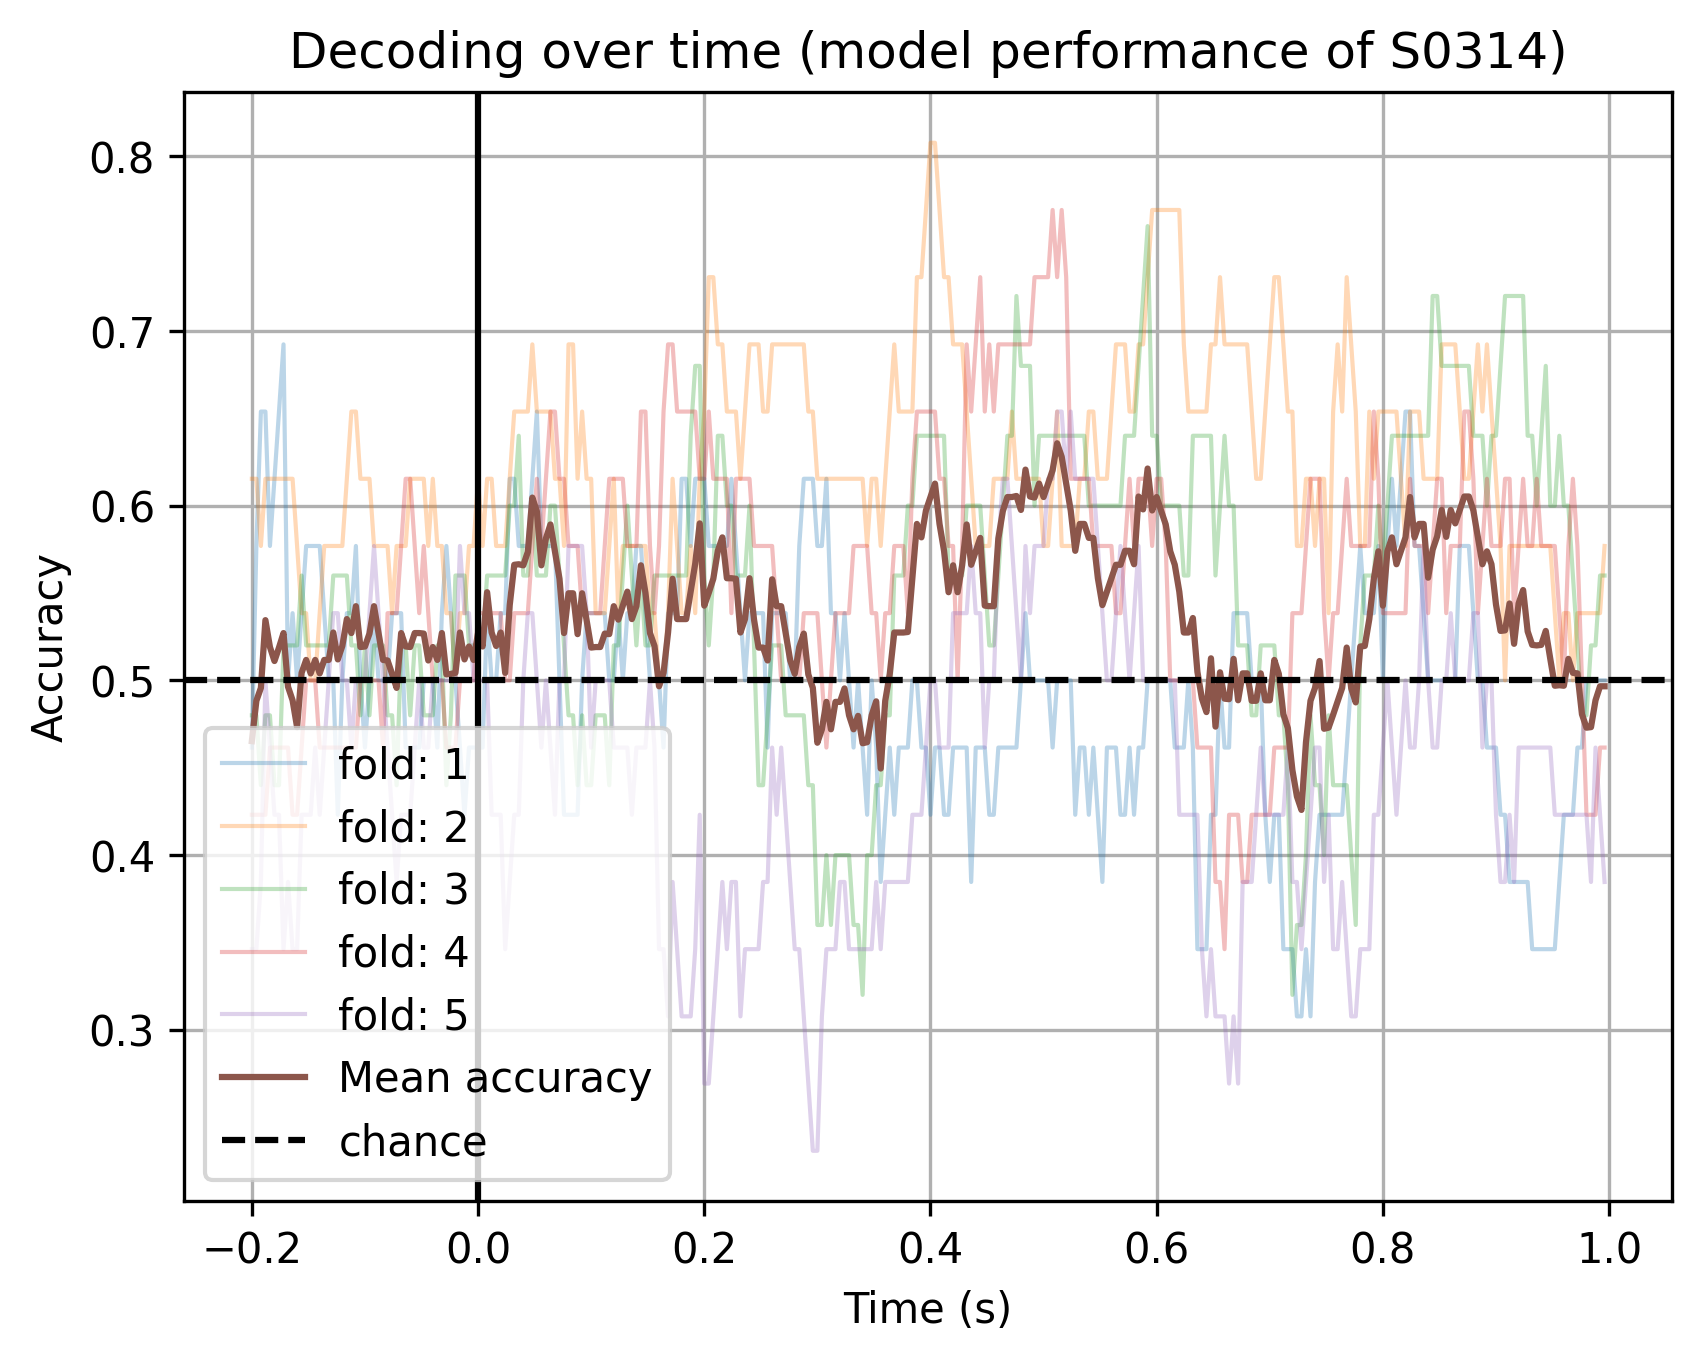 Decoding over time (model performance of S0314)
Accuracy
0.8
0.7
0.6
0.5
0.4
0.3
fold: 1
fold: 2
fold: 3
fold: 4
fold: 5
Mean accuracy
chance
−0.2 0.0 0.2 0.4 0.6 0.8 1.0
Time (s)